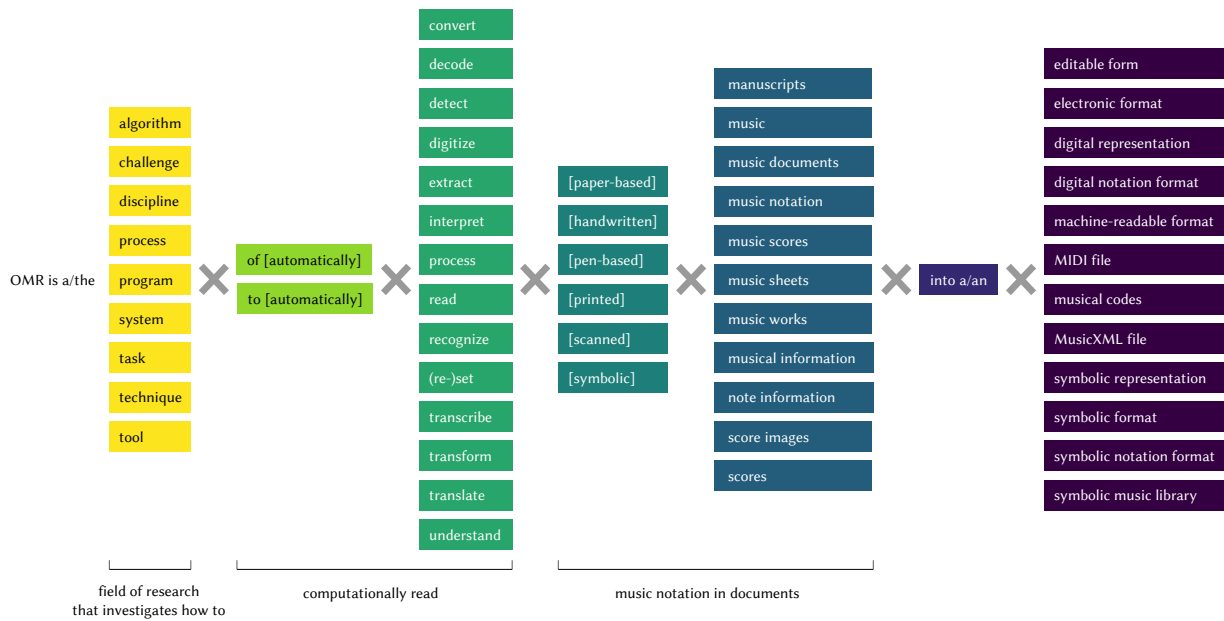 OMR is a/the
algorithm
challenge
discipline
process
program
system
task
technique
tool
of [automatically]
to [automatically]
convert
decode
detect
digitize
extract
interpret
process
read
recognize
(re-)set
transcribe
transform
translate
understand
[paper-based]
[handwritten]
[pen-based]
[printed]
[scanned]
[symbolic]
manuscripts
music
music documents
music notation
music scores
music sheets
music works
musical information
note information
score images
scores
into a/an
editable form
electronic format
digital representation
digital notation format
machine-readable format
MIDI file
musical codes
MusicXML file
symbolic representation
symbolic format
symbolic notation format
symbolic music library
field of research
that investigates how to
computationally read
music notation in documents